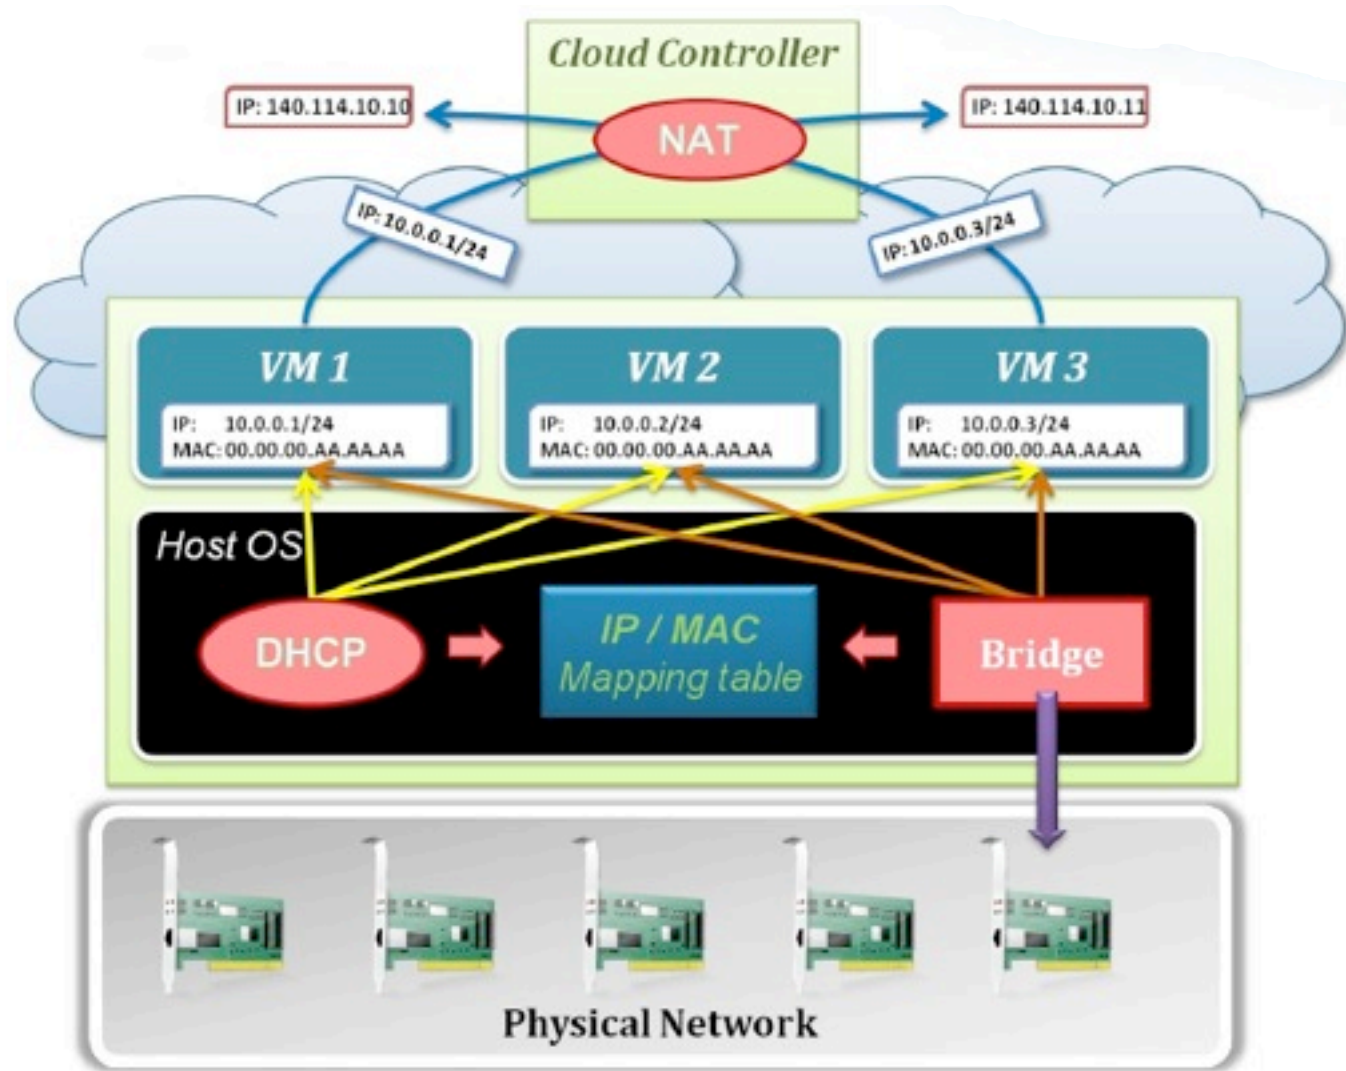 Cloud Controller
IP: 140.114.10.10
NAT
IP: 140.114.10.11
IP: 10.0.0.1/24
IP: 10.0.0.3/24
VM 1
IP: 10.0.0.1/24
MAC: 00.00.00.AA.AA.AA
VM 2
IP: 10.0.0.2/24
MAC: 00.00.00.AA.AA.AA
VM 3
IP: 10.0.0.3/24
MAC: 00.00.00.AA.AA.AA
Host OS
DHCP
IP / MAC
Mapping table
Bridge
Physical Network